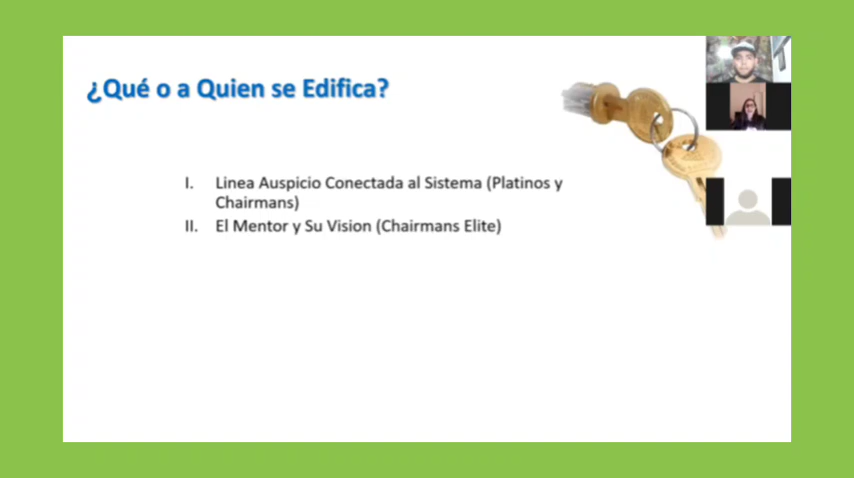 ¿Qué o a Quien se Edifica?
I. Linea Auspicio Conectada al Sistema (Platinos y
Chairmans)
II. El Mentor y Su Vision (Chairmans Elite)